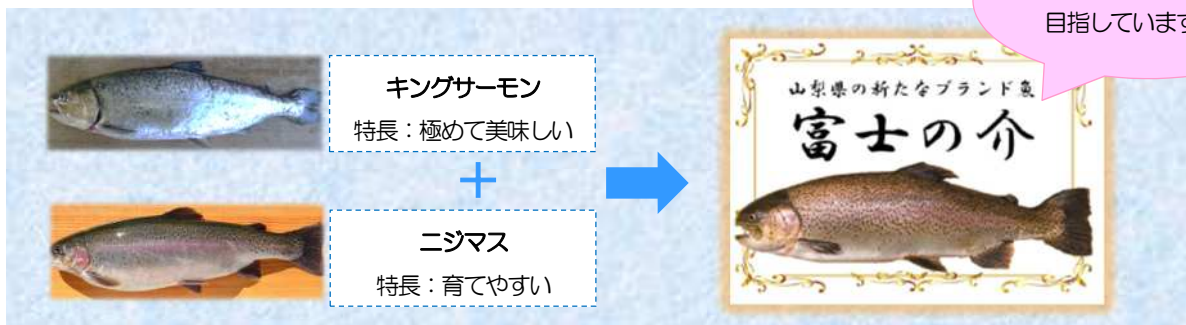 キングサーモン
特長：極めて美味しい
＋
ニジマス
特長：育てやすい
目指しています
山梨県の新たなブランド魚
富士の介